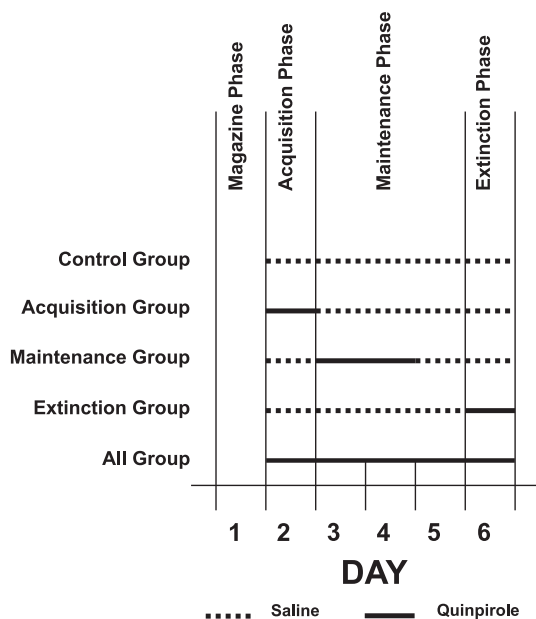 Magazine Phase
Acquisition Phase
Maintenance Phase
Extinction Phase
Control Group
Acquisition Group
Maintenance Group
Extinction Group
All Group
1 2 3 4 5 6
DAY
Saline Quinpirole